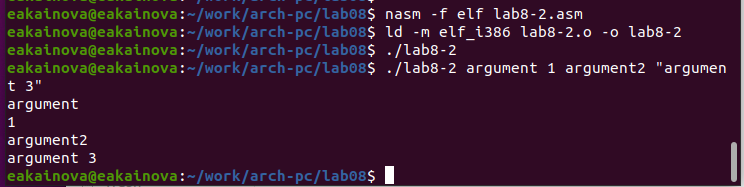 eakainova@eakainova:~/work/arch-pc/lab08$ nasm -f elf lab8-2.asm
eakainova@eakainova:~/work/arch-pc/lab08$ ld -m elf_i386 lab8-2.o -o lab8-2
eakainova@eakainova:~/work/arch-pc/lab08$ ./lab8-2
eakainova@eakainova:~/work/arch-pc/lab08$ ./lab8-2 argument 1 argument2 "argumen
t 3"
argument
1
argument2
argument 3
eakainova@eakainova:~/work/arch-pc/lab08$